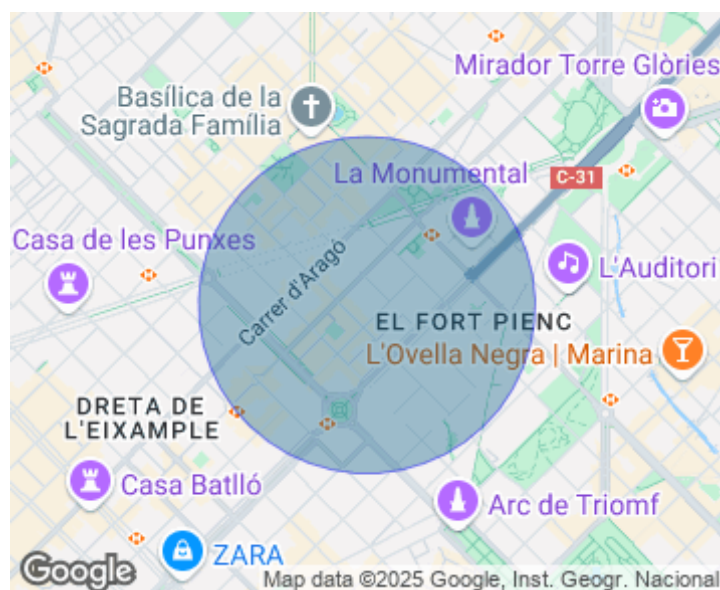 Mirador Torre Glòries
Basílica de la
Sagrada Família
La Monumental
C-31
Casa de les Punxes
Carrer d'Aragó
L'Auditori
EL FORT PIENC
L'Ovella Negra | Marina
DRETA DE
L'EIXAMPLE
Casa Batlló
Arc de Triomf
ZARA
Google
Map data ©2025 Google, Inst. Geogr. Nacional